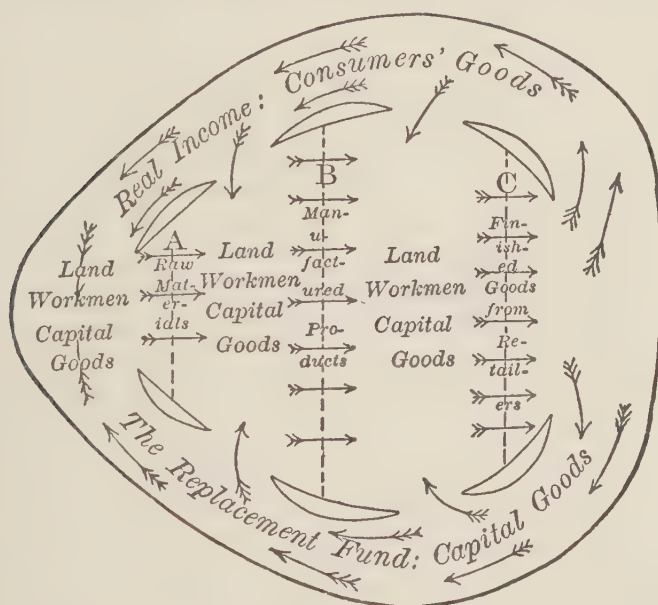 Real Income: Consumers' Goods
A
Raw
Mat-
er-
ials
B
Man-
u-
fact-
ured
Pro-
ducts
C
Fin-
ish-
ed
Goods
from
Re-
tail-
ers
Land
Workmen
Capital
Goods
Land
Workmen
Capital
Goods
Land
Workmen
Capital
Goods
The Replacement Fund: Capital Goods